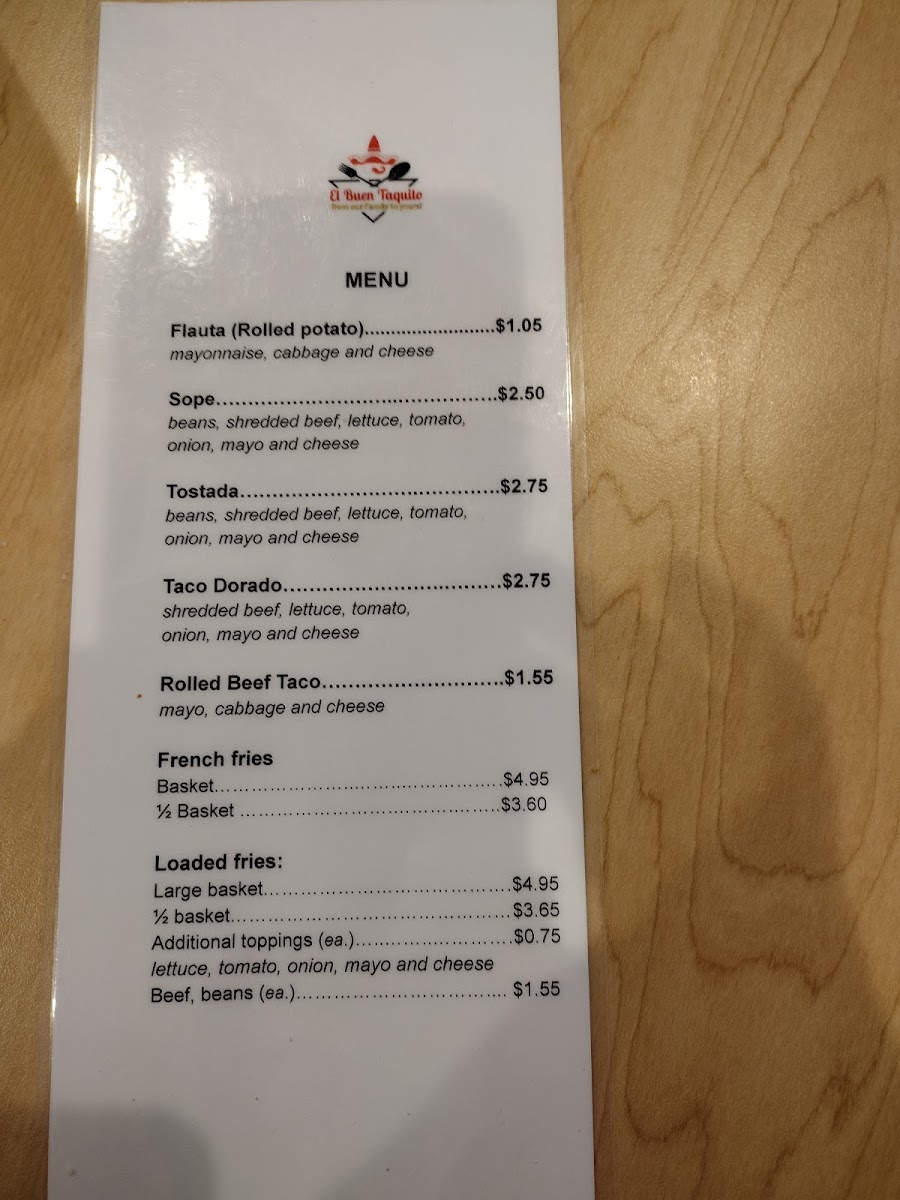 El Buen Taquito
from our family to yours!
MENU
Flauta (Rolled potato)........................$1.05
mayonnaise, cabbage and cheese
Sope………………………..…………….$2.50
beans, shredded beef, lettuce, tomato,
onion, mayo and cheese
Tostada……………………..………….$2.75
beans, shredded beef, lettuce, tomato,
onion, mayo and cheese
Taco Dorado…………………..………$2.75
shredded beef, lettuce, tomato,
onion, mayo and cheese
Rolled Beef Taco……………………….$1.55
mayo, cabbage and cheese
French fries
Basket…………………..………………….$4.95
½ Basket …………………….…………….$3.60
Loaded fries:
Large basket………………………………….$4.95
½ basket………………………………………$3.65
Additional toppings (ea.)…..……..………….$0.75
lettuce, tomato, onion, mayo and cheese
Beef, beans (ea.)…………………………….... $1.55